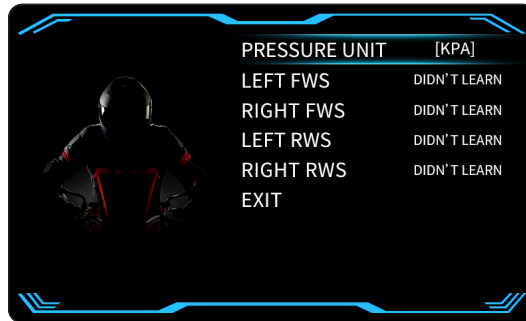 PRESSURE UNIT [KPA]
LEFT FWS DIDN'T LEARN
RIGHT FWS DIDN'T LEARN
LEFT RWS DIDN'T LEARN
RIGHT RWS DIDN'T LEARN
EXIT